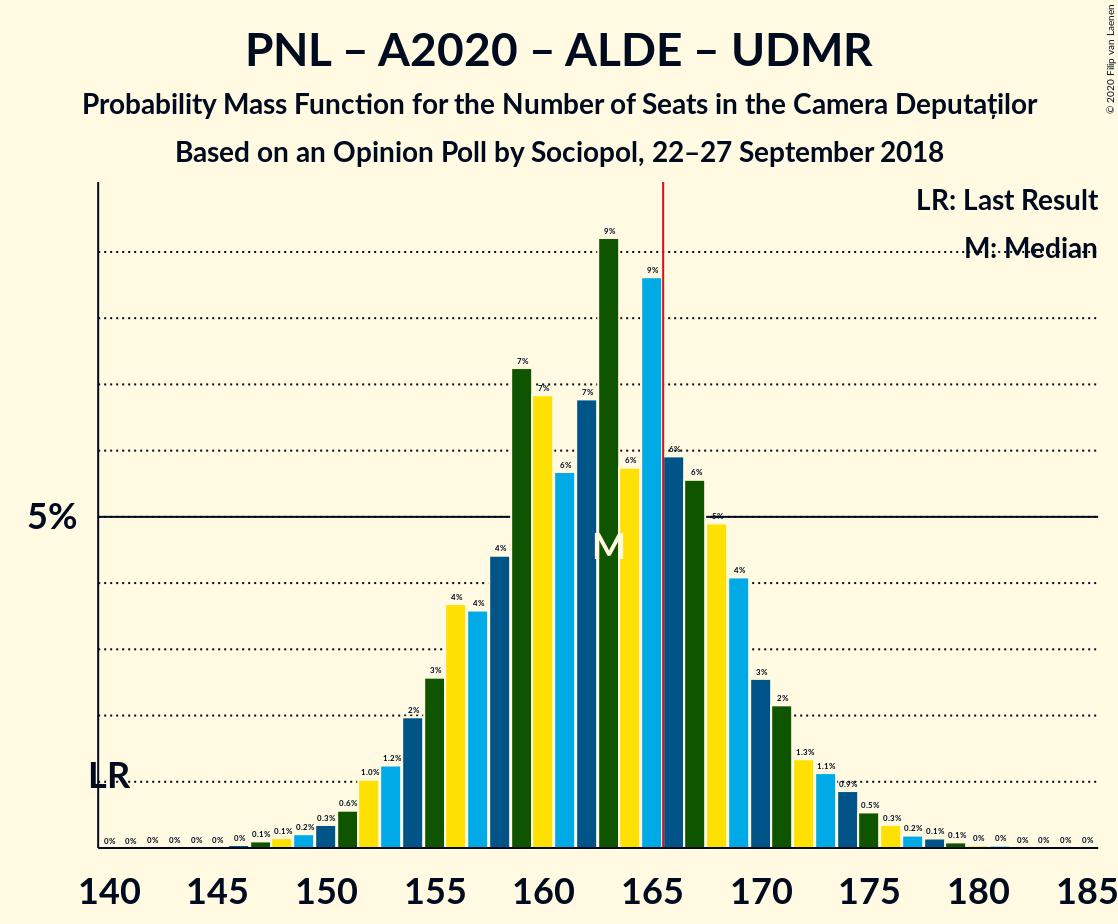 PNL – A2020 – ALDE – UDMR
Probability Mass Function for the Number of Seats in the Camera Deputaților
Based on an Opinion Poll by Sociopol, 22–27 September 2018
© 2020 Filip van Laenen
LR: Last Result
M: Median
5%
LR
M
0% 0% 0% 0% 0% 0% 0% 0.1% 0.1% 0.2% 0.3% 0.6% 1.0% 1.2% 2% 3% 4% 4% 4% 7% 7% 6% 7% 9% 6% 9% 6% 6% 5% 4% 3% 2% 1.3% 1.1% 0.9% 0.5% 0.3% 0.2% 0.1% 0.1% 0% 0% 0% 0% 0% 0%
140 145 150 155 160 165 170 175 180 185